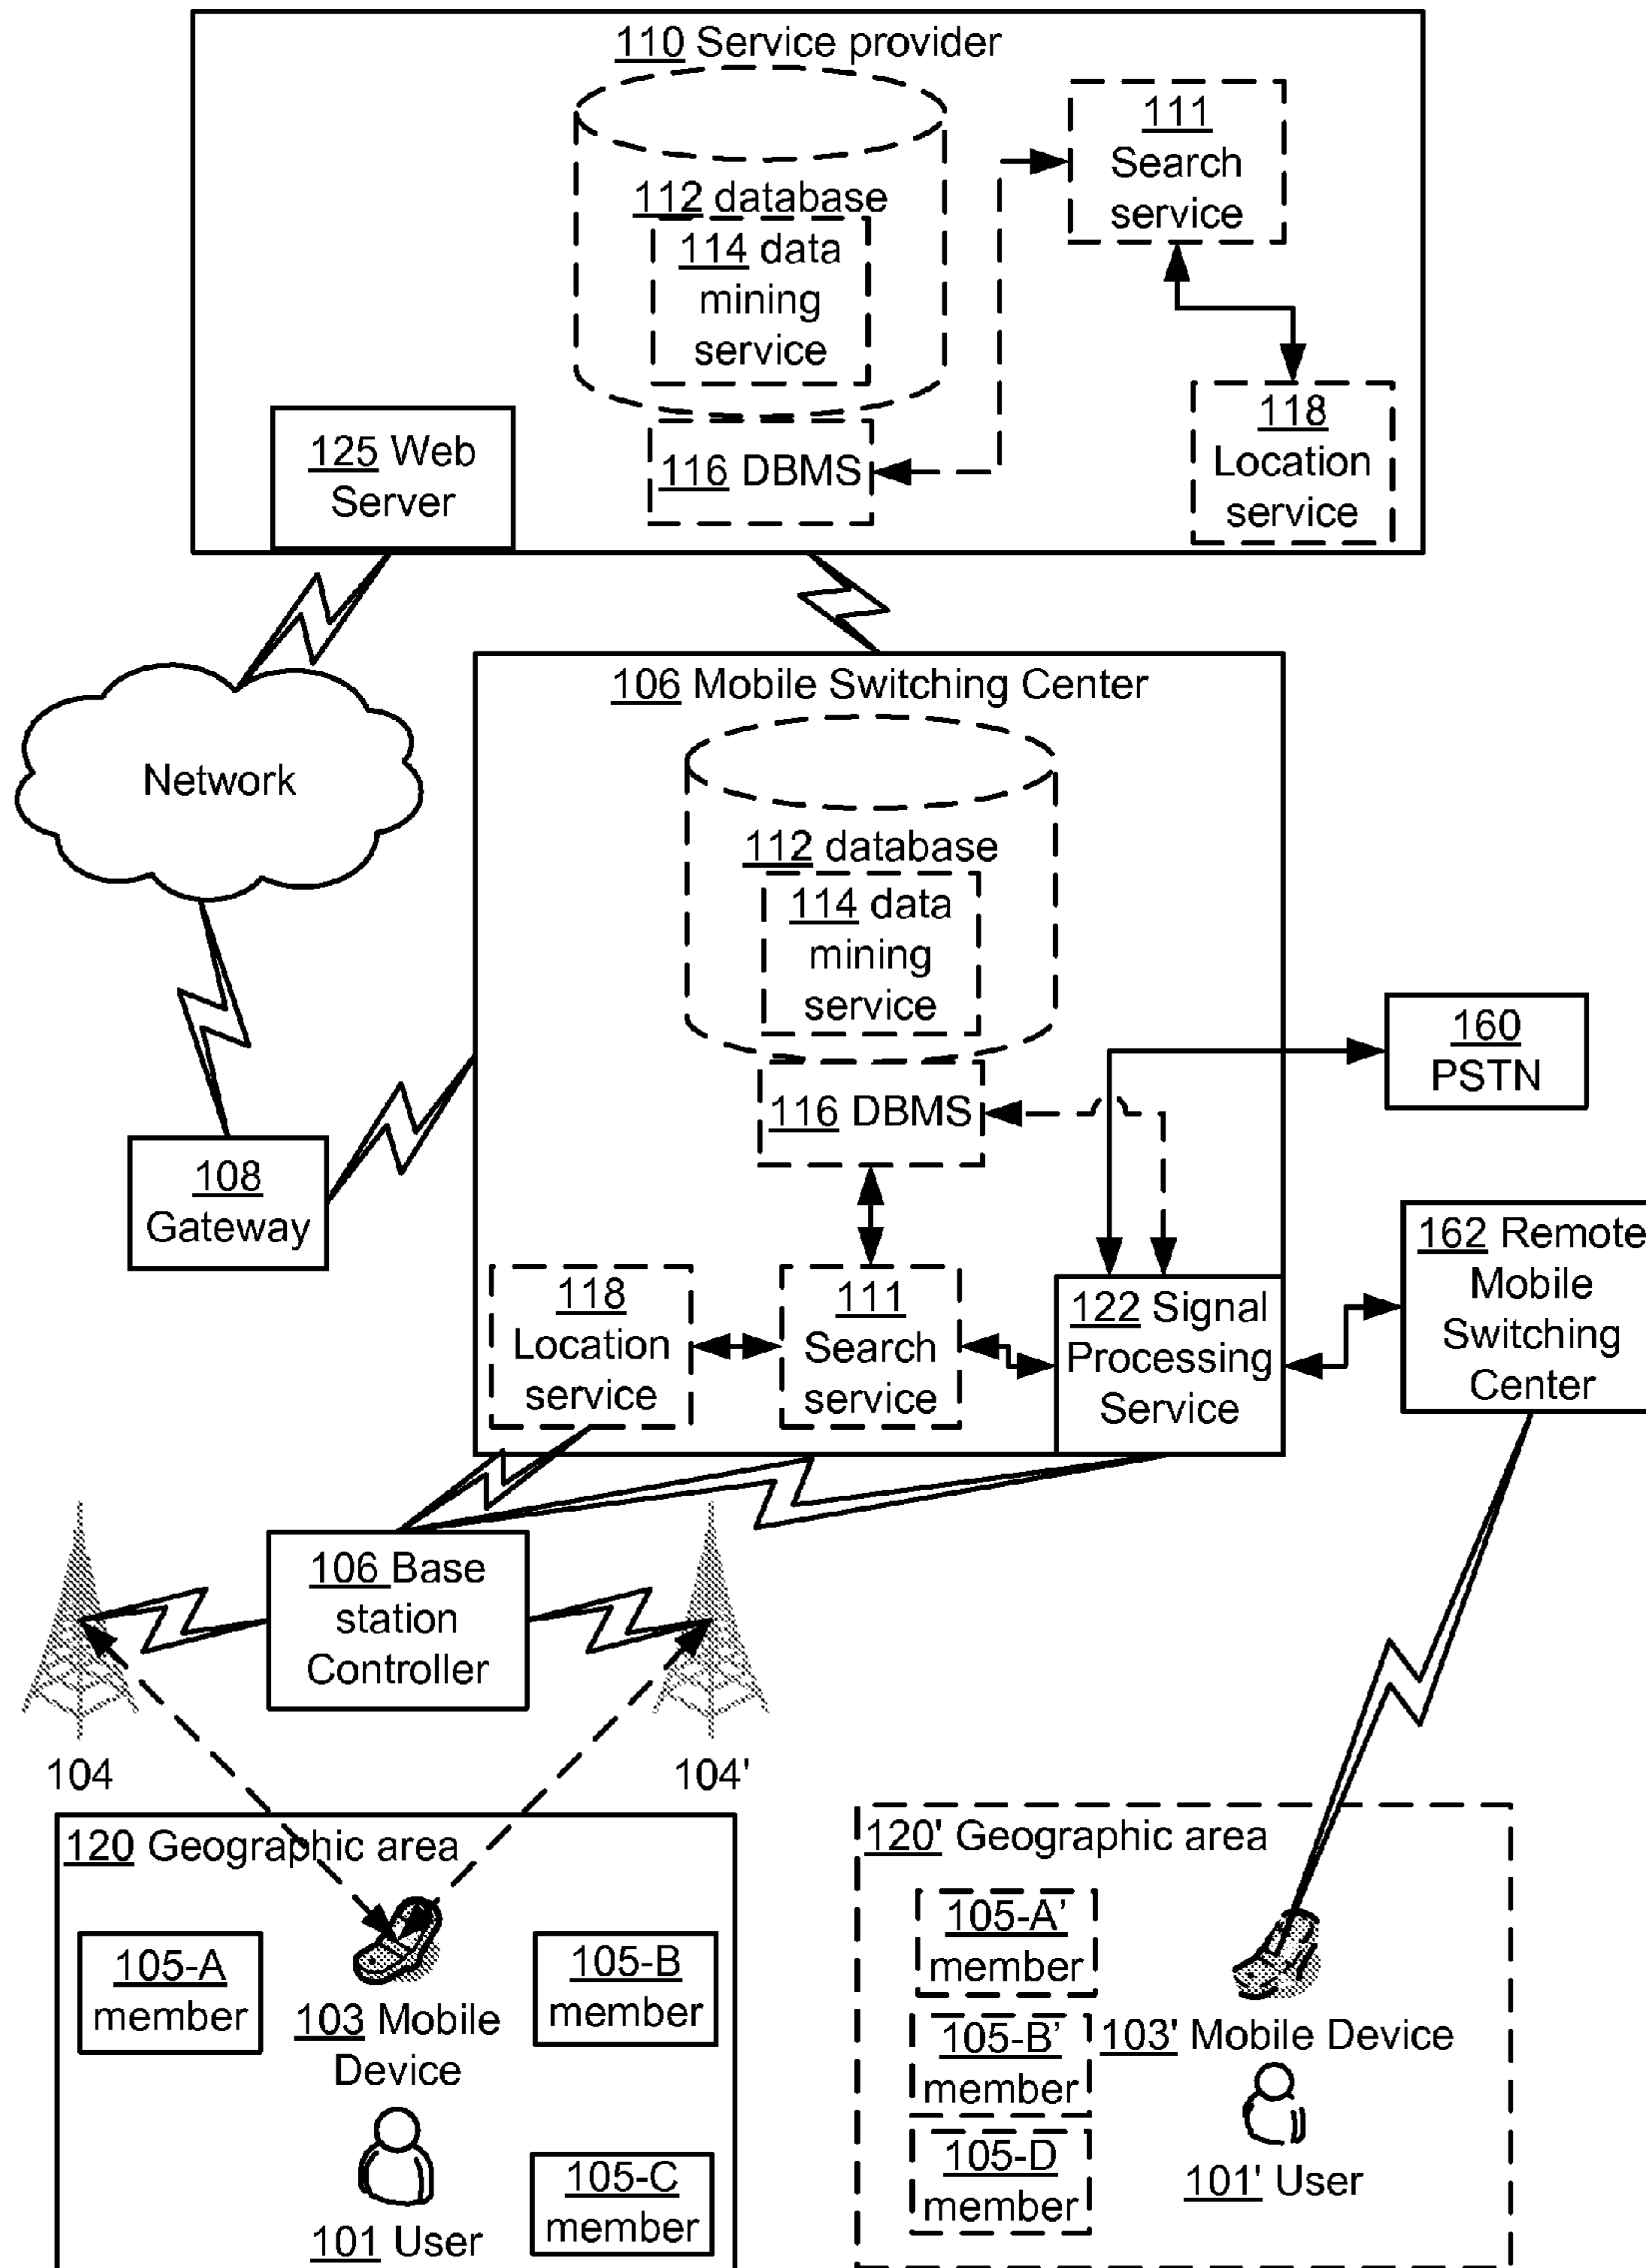 110 Service provider
111
Search
service
112 database
114 data
mining
service
118
Location
service
125 Web
Server
116 DBMS
106 Mobile Switching Center
Network
112 database
114 data
mining
service
160
PSTN
116 DBMS
108
Gateway
162 Remote
Mobile
Switching
Center
118
Location
service
111
Search
service
122 Signal
Processing
Service
106 Base
station
Controller
104
104'
120 Geographic area
105-A
member
103 Mobile
Device
105-B
member
101 User
105-C
member
120' Geographic area
105-A’
member
105-B’
member
103' Mobile Device
105-D
member
101' User